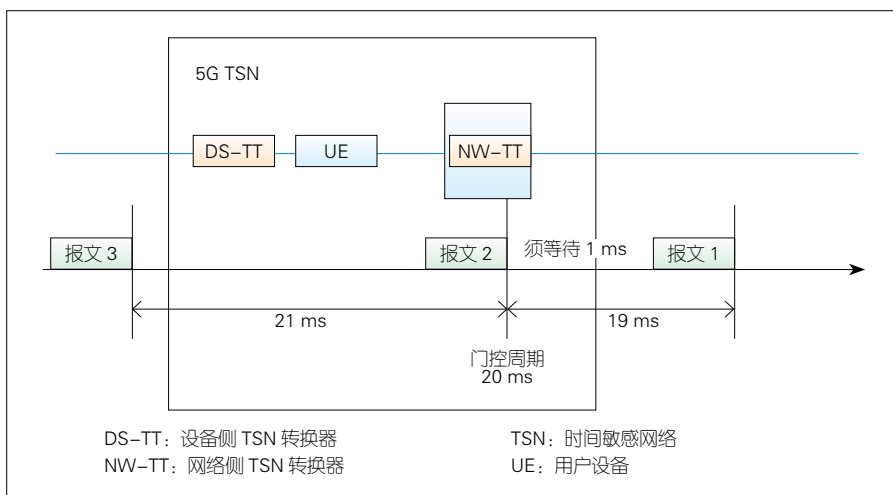 5G TSN
DS-TT
UE
NW-TT
报文 3
报文 2
须等待 1 ms
报文 1
21 ms
19 ms
门控周期
20 ms
DS-TT：设备侧 TSN 转换器
TSN：时间敏感网络
NW-TT：网络侧 TSN 转换器
UE：用户设备